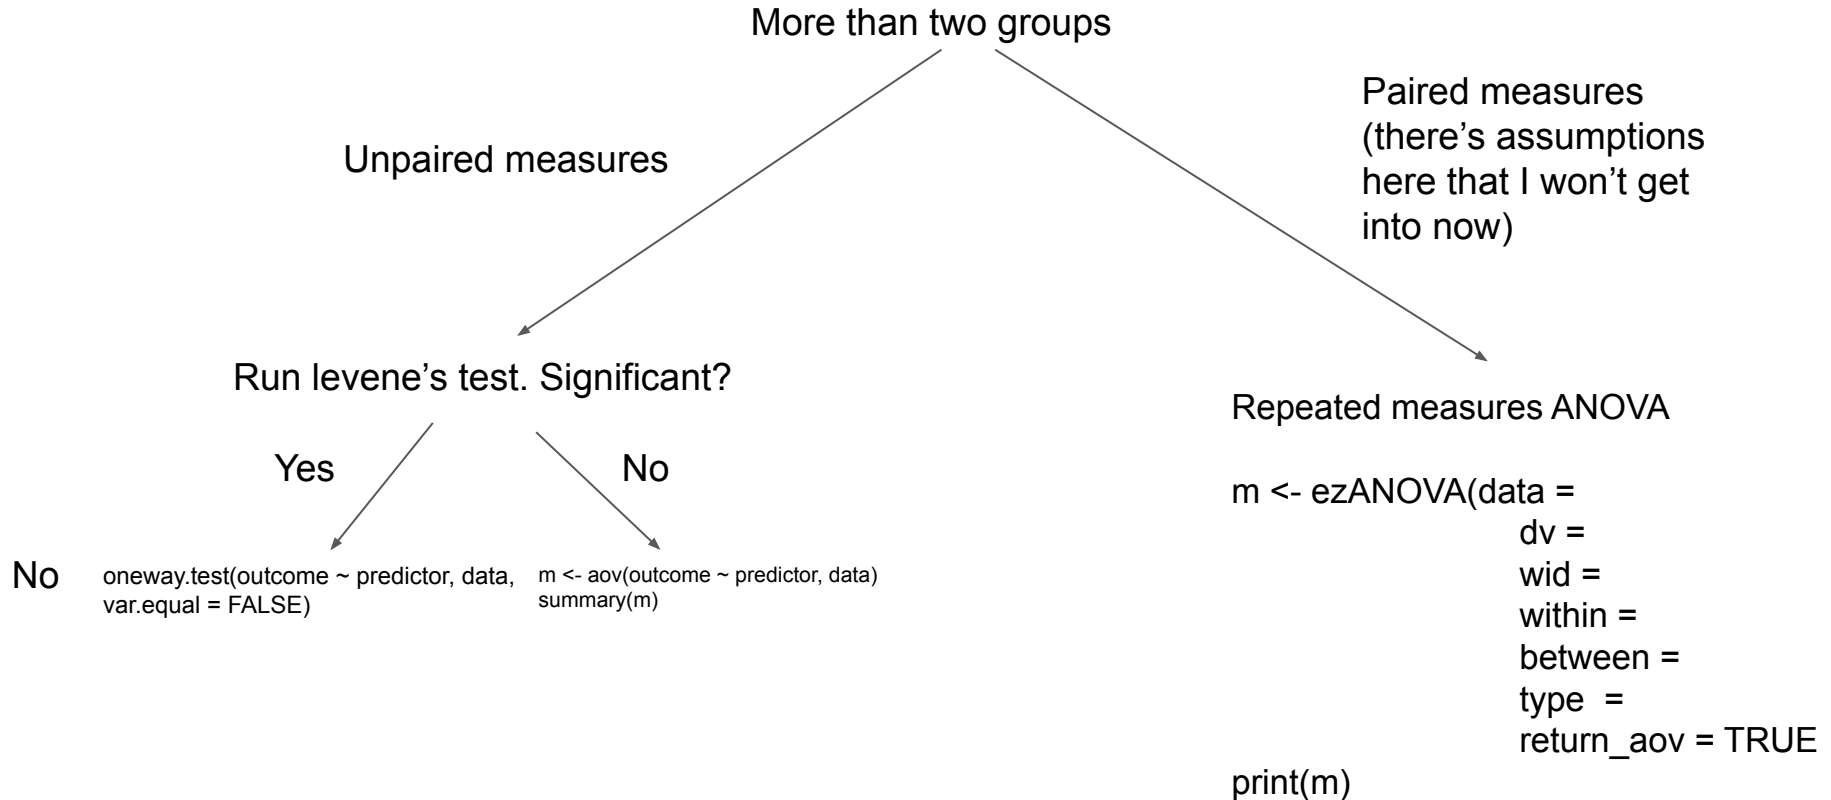 More than two groups
Paired measures
(there's assumptions
here that I won't get
into now)
Unpaired measures
Run levene's test. Significant?
Yes
No
No
oneway.test(outcome ~ predictor, data,
var.equal = FALSE)
m <- aov(outcome ~ predictor, data)
summary(m)
Repeated measures ANOVA
m <- ezANOVA(data =
dv =
wid =
within =
between =
type  =
return_aov = TRUE
print(m)